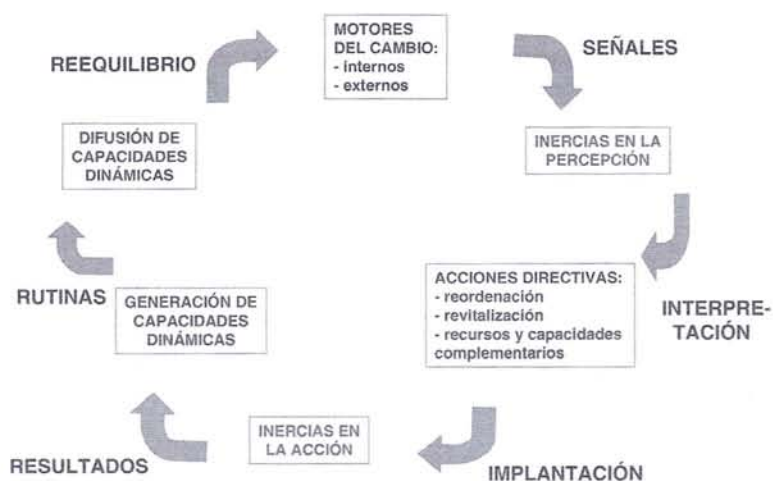 MOTORES
DEL CAMBIO:
- internos
- externos
SEÑALES
INERCIAS EN LA
PERCEPCIÓN
INTERPRE-
TACIÓN
ACCIONES DIRECTIVAS:
- reordenación
- revitalización
- recursos y capacidades
complementarios
IMPLANTACIÓN
INERCIAS EN
LA ACCIÓN
RESULTADOS
GENERACIÓN DE
CAPACIDADES
DINÁMICAS
RUTINAS
DIFUSIÓN DE
CAPACIDADES
DINÁMICAS
REEQUILIBRIO